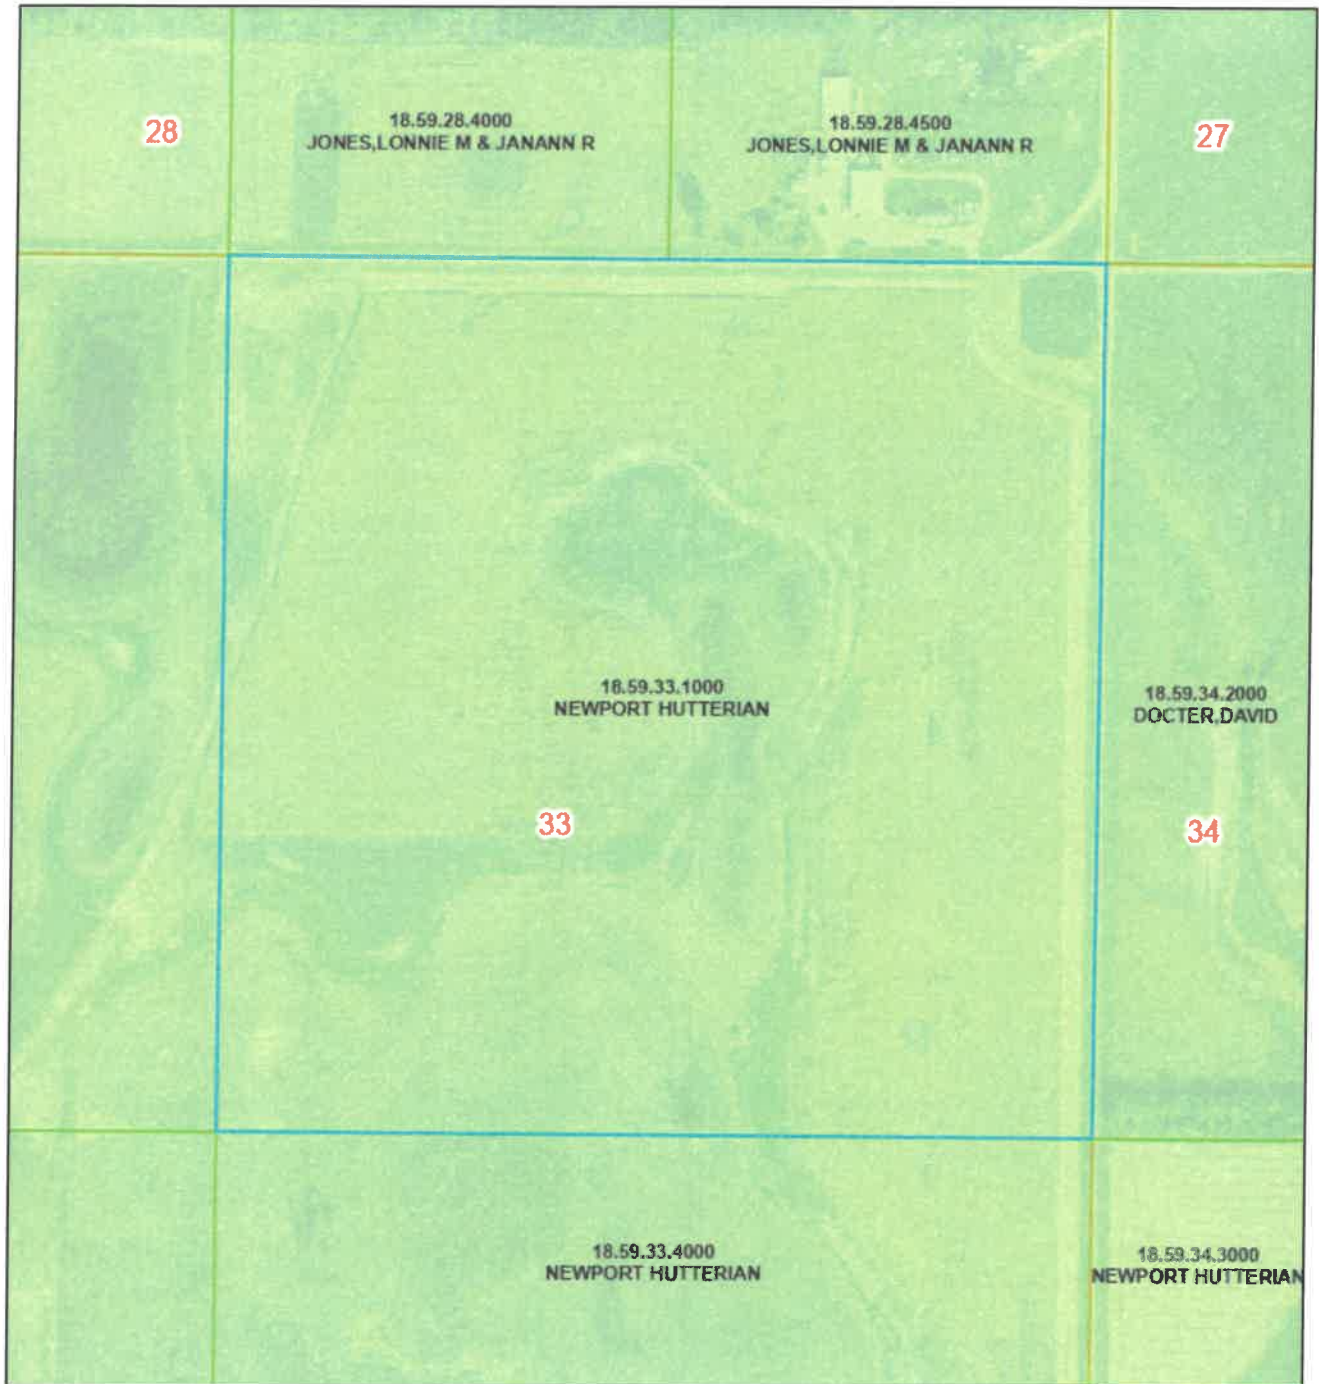 28
18.59.28.4000
JONES,LONNIE M & JANANN R
18.59.28.4500
JONES,LONNIE M & JANANN R
27
18.59.33.1000
NEWPORT HUTTERIAN
18.59.34.2000
DOCTER,DAVID
33
34
18.59.33.4000
NEWPORT HUTTERIAN
18.59.34.3000
NEWPORT HUTTERIAN